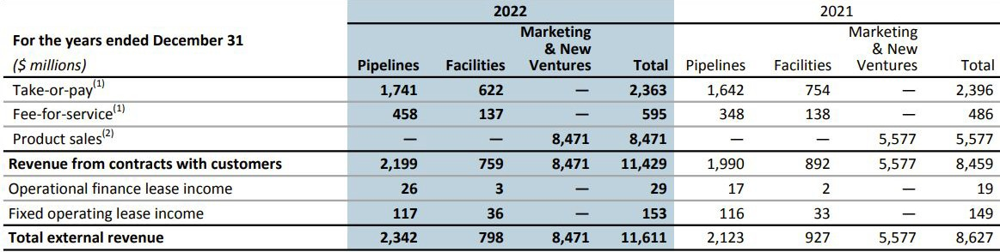 2022 2021
For the years ended December 31
($ millions)
Pipelines Facilities Marketing & New Ventures Total Pipelines Facilities Marketing & New Ventures Total
Take-or-pay(1) 1,741 622 — 2,363 1,642 754 — 2,396
Fee-for-service(1) 458 137 — 595 348 138 — 486
Product sales(2) — — 8,471 8,471 — — 5,577 5,577
Revenue from contracts with customers 2,199 759 8,471 11,429 1,990 892 5,577 8,459
Operational finance lease income 26 3 — 29 17 2 — 19
Fixed operating lease income 117 36 — 153 116 33 — 149
Total external revenue 2,342 798 8,471 11,611 2,123 927 5,577 8,627